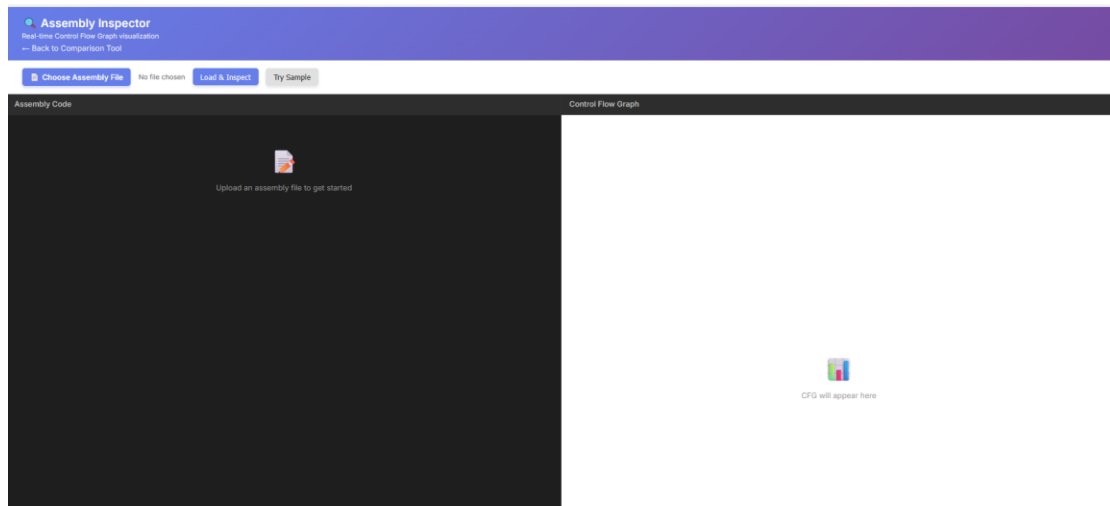 Assembly Inspector
Real-time Control Flow Graph visualization
← Back to Comparison Tool
Choose Assembly File No file chosen Load & Inspect Try Sample
Assembly Code
Control Flow Graph
Upload an assembly file to get started
CFG will appear here